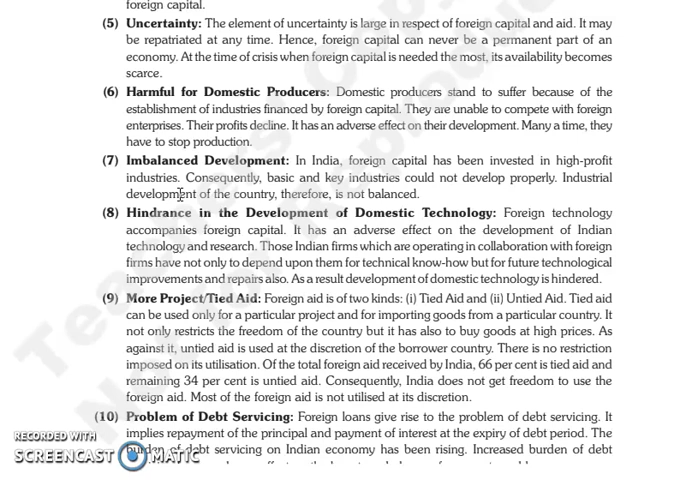 foreign capital.
(5) Uncertainty: The element of uncertainty is large in respect of foreign capital and aid. It may
be repatriated at any time. Hence, foreign capital can never be a permanent part of an
economy. At the time of crisis when foreign capital is needed the most, its availability becomes
scarce.
(6) Harmful for Domestic Producers: Domestic producers stand to suffer because of the
establishment of industries financed by foreign capital. They are unable to compete with foreign
enterprises. Their profits decline. It has an adverse effect on their development. Many a time, they
have to stop production.
(7) Imbalanced Development: In India, foreign capital has been invested in high-profit
industries. Consequently, basic and key industries could not develop properly. Industrial
development of the country, therefore, is not balanced.
(8) Hindrance in the Development of Domestic Technology: Foreign technology
accompanies foreign capital. It has an adverse effect on the development of Indian
technology and research. Those Indian firms which are operating in collaboration with foreign
firms have not only to depend upon them for technical know-how but for future technological
improvements and repairs also. As a result development of domestic technology is hindered.
(9) More Project/Tied Aid: Foreign aid is of two kinds: (i) Tied Aid and (ii) Untied Aid. Tied aid
can be used only for a particular project and for importing goods from a particular country. It
not only restricts the freedom of the country but it has also to buy goods at high prices. As
against it, untied aid is used at the discretion of the borrower country. There is no restriction
imposed on its utilisation. Of the total foreign aid received by India, 66 per cent is tied aid and
remaining 34 per cent is untied aid. Consequently, India does not get freedom to use the
foreign aid. Most of the foreign aid is not utilised at its discretion.
(10) Problem of Debt Servicing: Foreign loans give rise to the problem of debt servicing. It
implies repayment of the principal and payment of interest at the expiry of debt period. The
burden of debt servicing on Indian economy has been rising. Increased burden of debt
RECORDED WITH
SCREENCAST MATIC